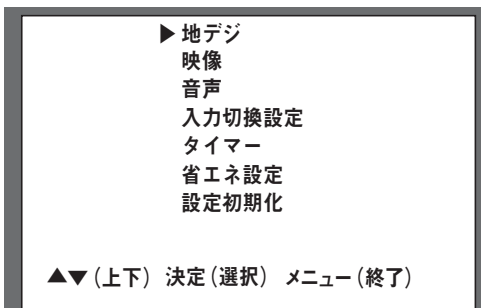 ▶ 地デジ
映像
音声
入力切換設定
タイマー
省エネ設定
設定初期化
▲▼(上下) 決定(選択) メニュー(終了)